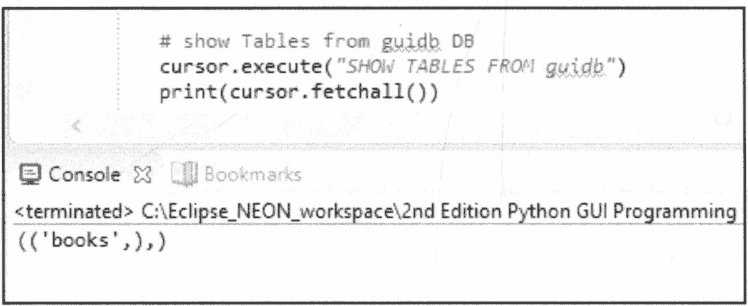 # show Tables from guidb DB
cursor.execute("SHOW TABLES FROM guidb")
print(cursor.fetchall())
Console Bookmarks
<terminated> C:\Eclipse_NEON_workspace\2nd Edition Python GUI Programming
(('books',),)